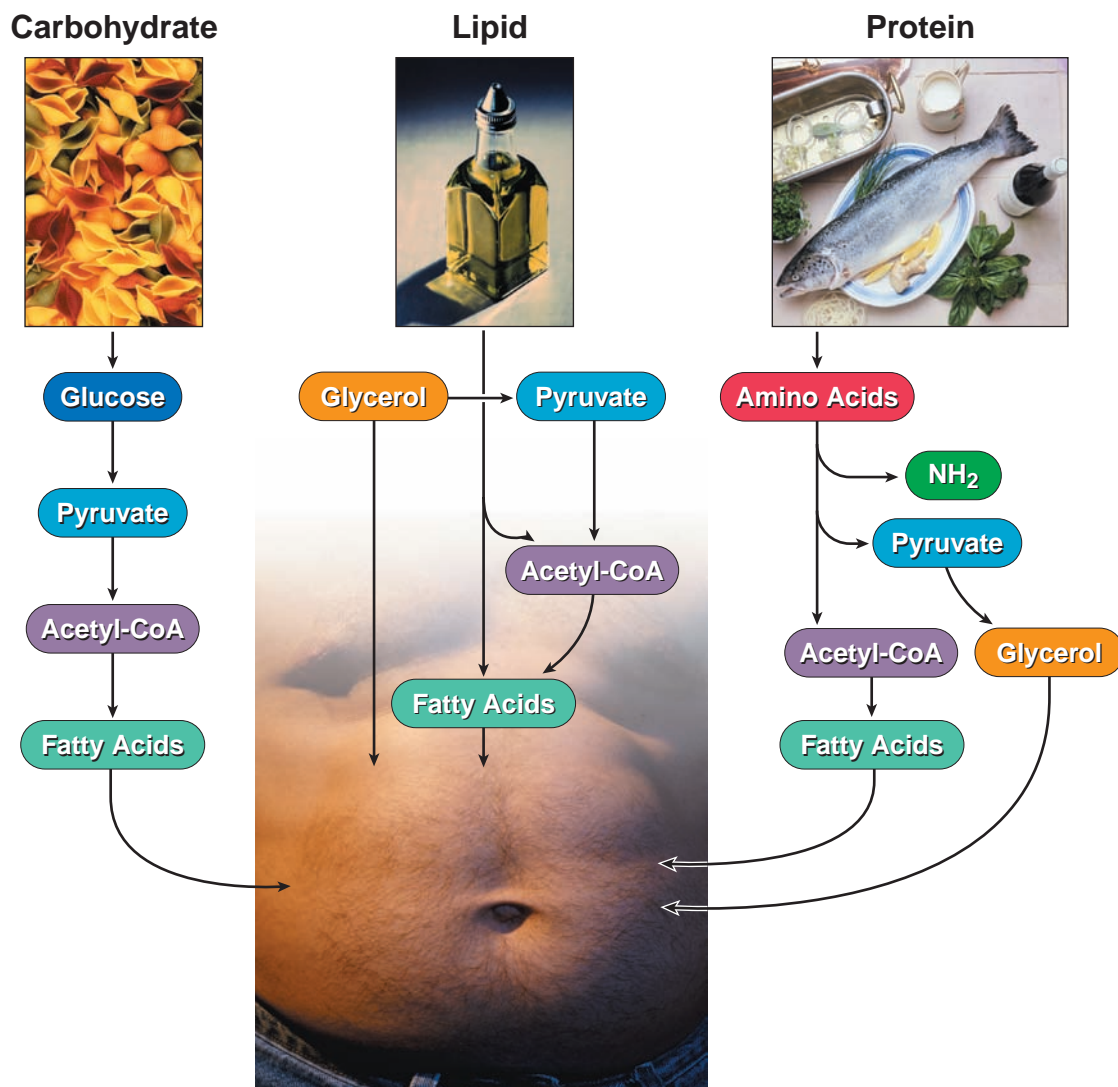 Carbohydrate
Lipid
Protein
Glucose
Glycerol
Pyruvate
Amino Acids
NH₂
Pyruvate
Pyruvate
Acetyl-CoA
Acetyl-CoA
Acetyl-CoA
Glycerol
Fatty Acids
Fatty Acids
Fatty Acids